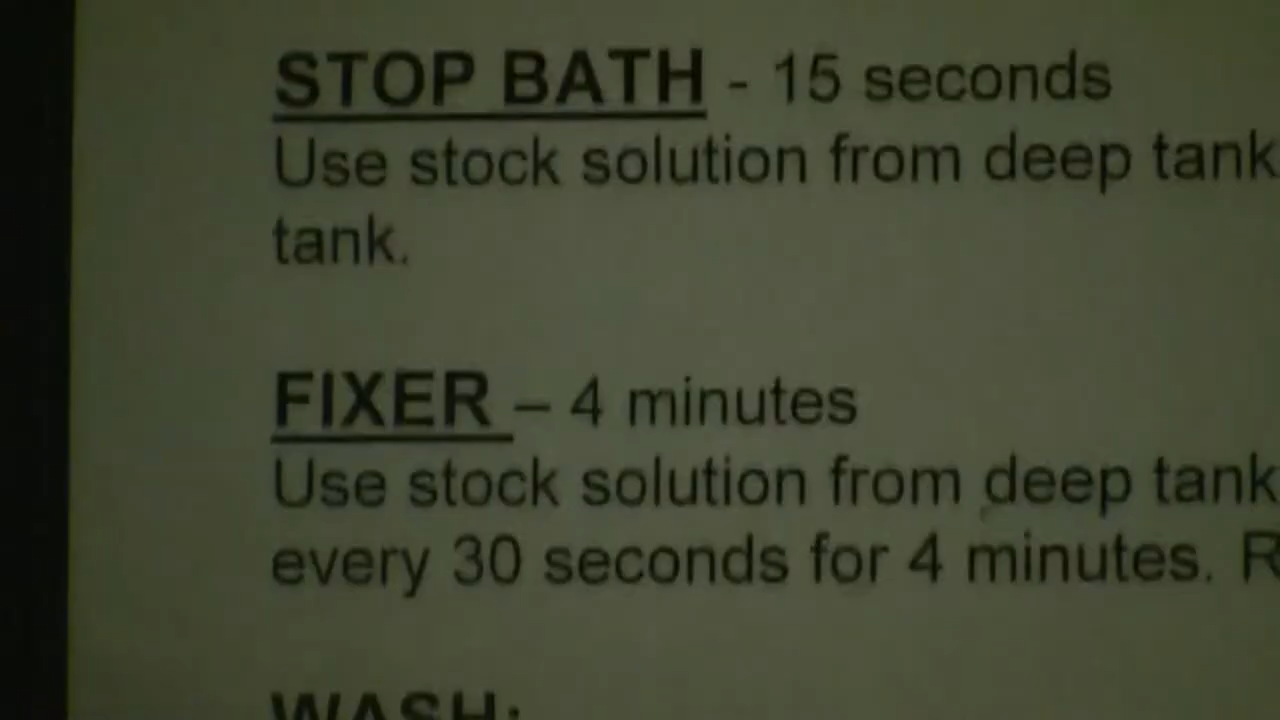 STOP BATH - 15 seconds
Use stock solution from deep tank
tank.
FIXER – 4 minutes
Use stock solution from deep tank
every 30 seconds for 4 minutes. R
WASH: